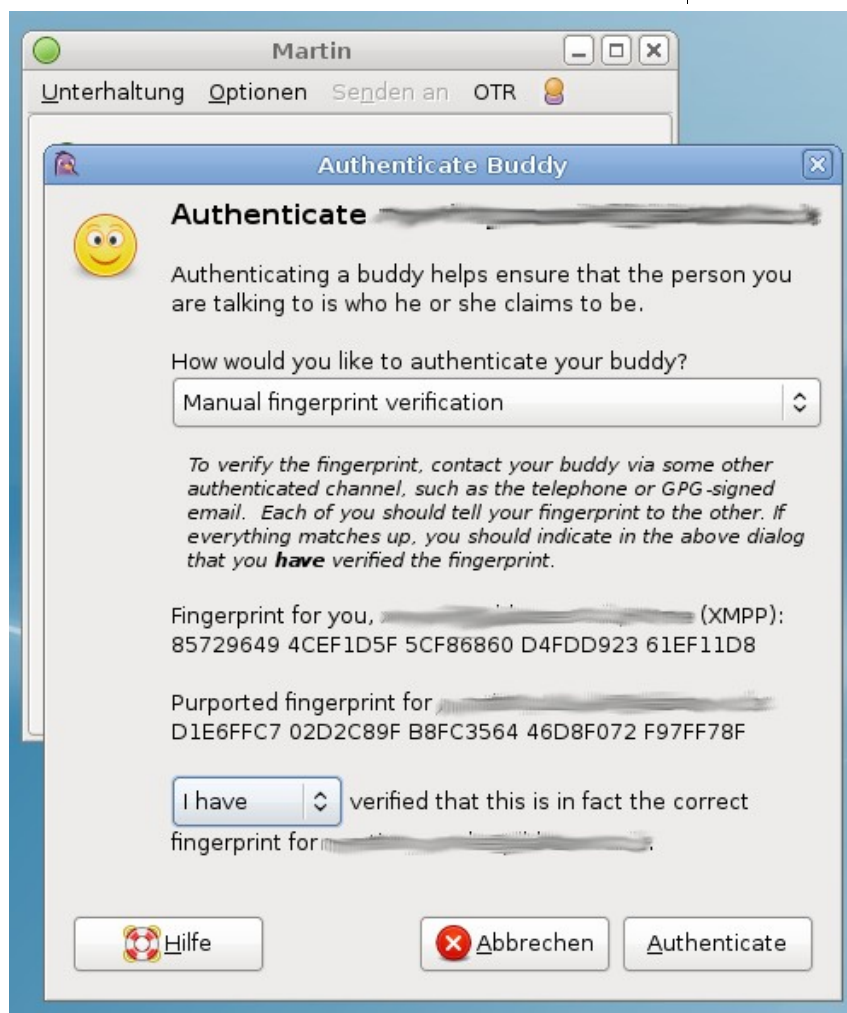 Martin
Unterhaltung Optionen Senden an OTR
Authenticate Buddy
Authenticate
Authenticating a buddy helps ensure that the person you
are talking to is who he or she claims to be.
How would you like to authenticate your buddy?
Manual fingerprint verification
To verify the fingerprint, contact your buddy via some other
authenticated channel, such as the telephone or GPG-signed
email. Each of you should tell your fingerprint to the other. If
everything matches up, you should indicate in the above dialog
that you have verified the fingerprint.
Fingerprint for you, (XMPP):
85729649 4CEF1D5F 5CF86860 D4FDD923 61EF11D8
Purported fingerprint for
D1E6FFC7 02D2C89F B8FC3564 46D8F072 F97FF78F
I have verified that this is in fact the correct
fingerprint for .
Hilfe Abbrechen Authenticate